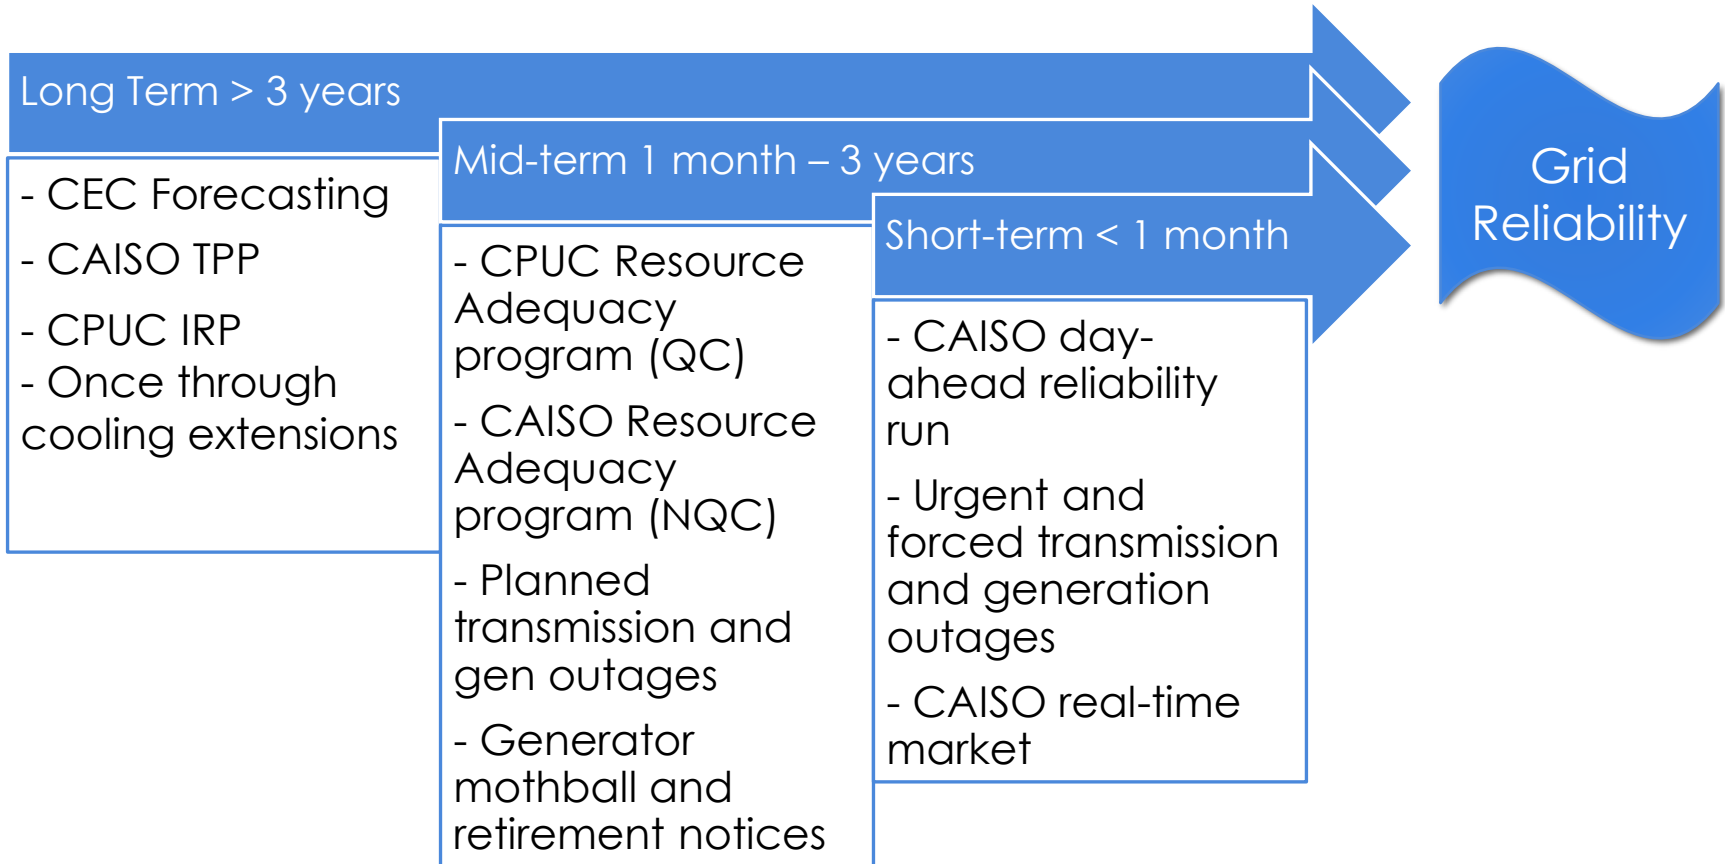 Long Term > 3 years
- CEC Forecasting
- CAISO TPP
- CPUC IRP
- Once through
cooling extensions
Mid-term 1 month – 3 years
- CPUC Resource
Adequacy
program (QC)
- CAISO Resource
Adequacy
program (NQC)
- Planned
transmission and
gen outages
- Generator
mothball and
retirement notices
Short-term < 1 month
- CAISO day-
ahead reliability
run
- Urgent and
forced transmission
and generation
outages
- CAISO real-time
market
Grid
Reliability